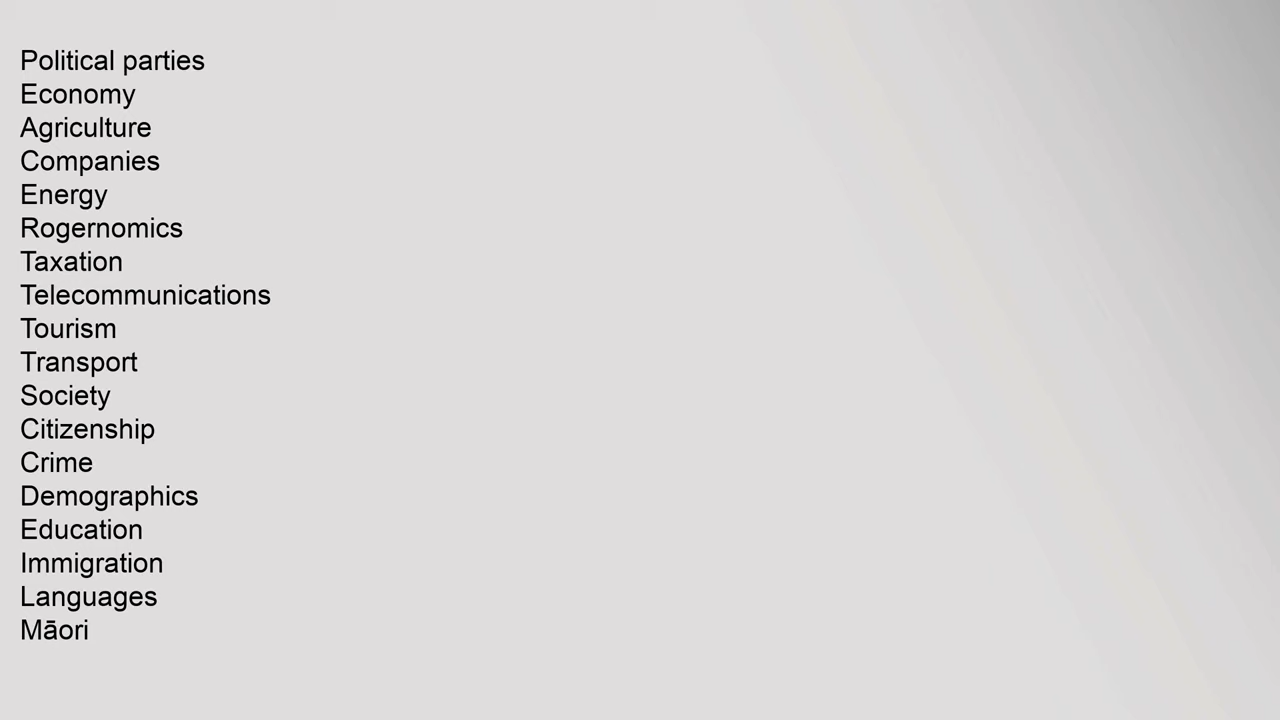 Political parties
Economy
Agriculture
Companies
Energy
Rogernomics
Taxation
Telecommunications
Tourism
Transport
Society
Citizenship
Crime
Demographics
Education
Immigration
Languages
Māori